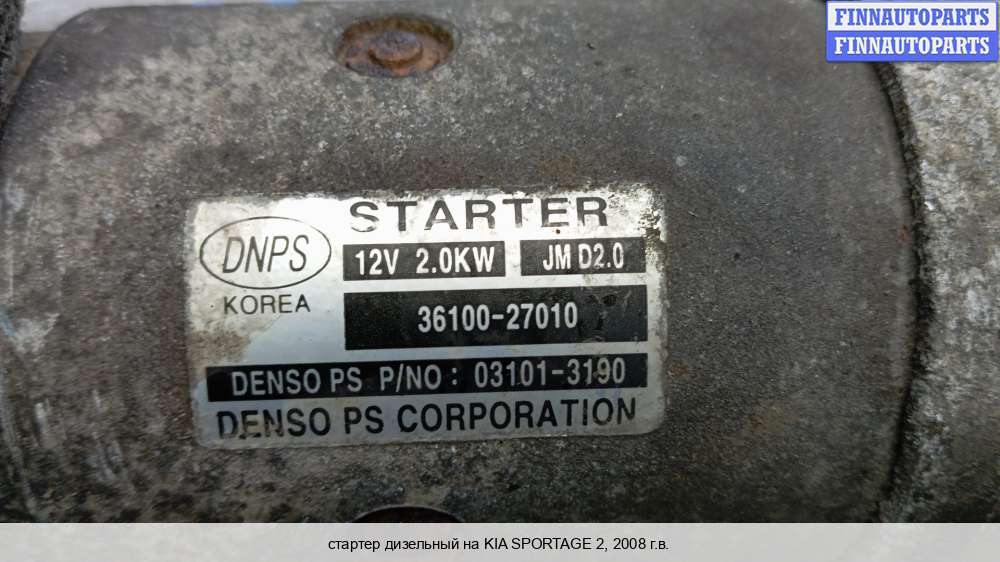 FINNAUTOPARTS
FINNAUTOPARTS
STARTER
DNPS
12V 2.0KW JM D2.0
KOREA
36100-27010
DENSO PS P/NO : 03101-3190
DENSO PS CORPORATION
стартер дизельный на KIA SPORTAGE 2, 2008 г.в.